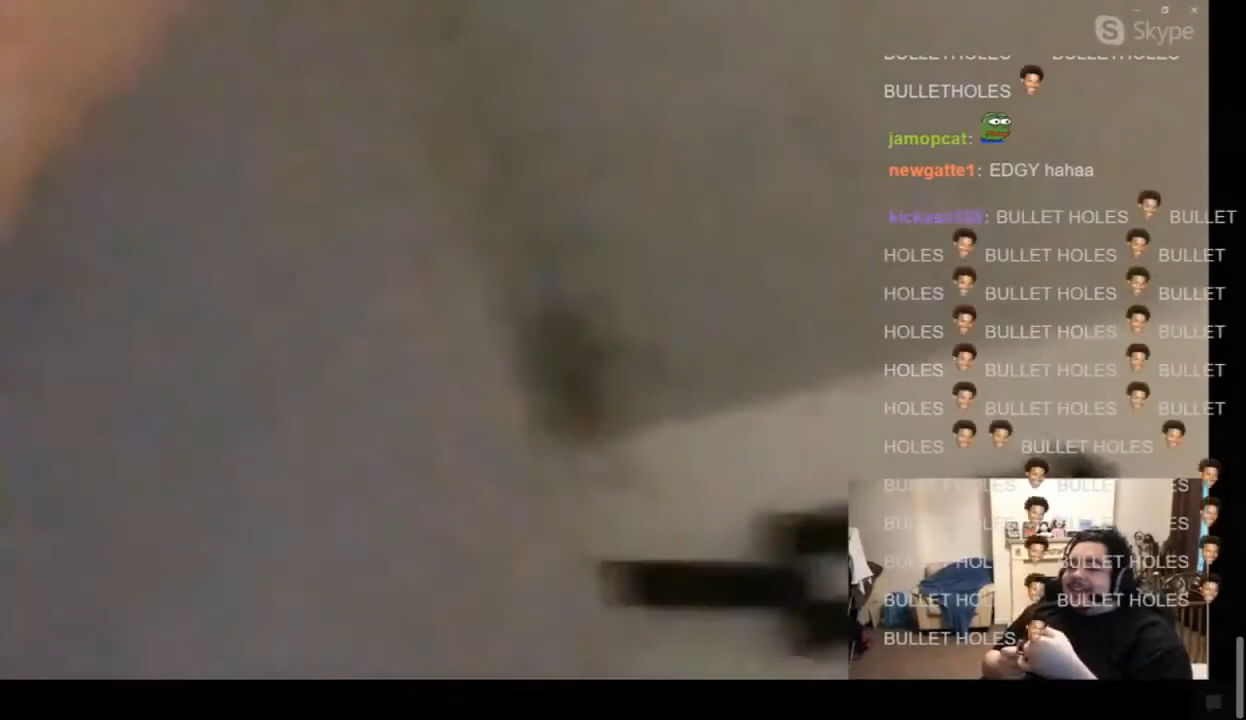 Skype
BULLETHOLES BULLETHOLES
BULLETHOLES
jamopcat:
newgatte1: EDGY hahaa
BULLET HOLES BULLET
HOLES BULLET HOLES BULLET
HOLES BULLET HOLES BULLET
HOLES BULLET HOLES BULLET
HOLES BULLET HOLES BULLET
HOLES BULLET HOLES BULLET
HOLES BULLET HOLES
BULLET HOLES
BULLET HOLES
BULLET HOLES